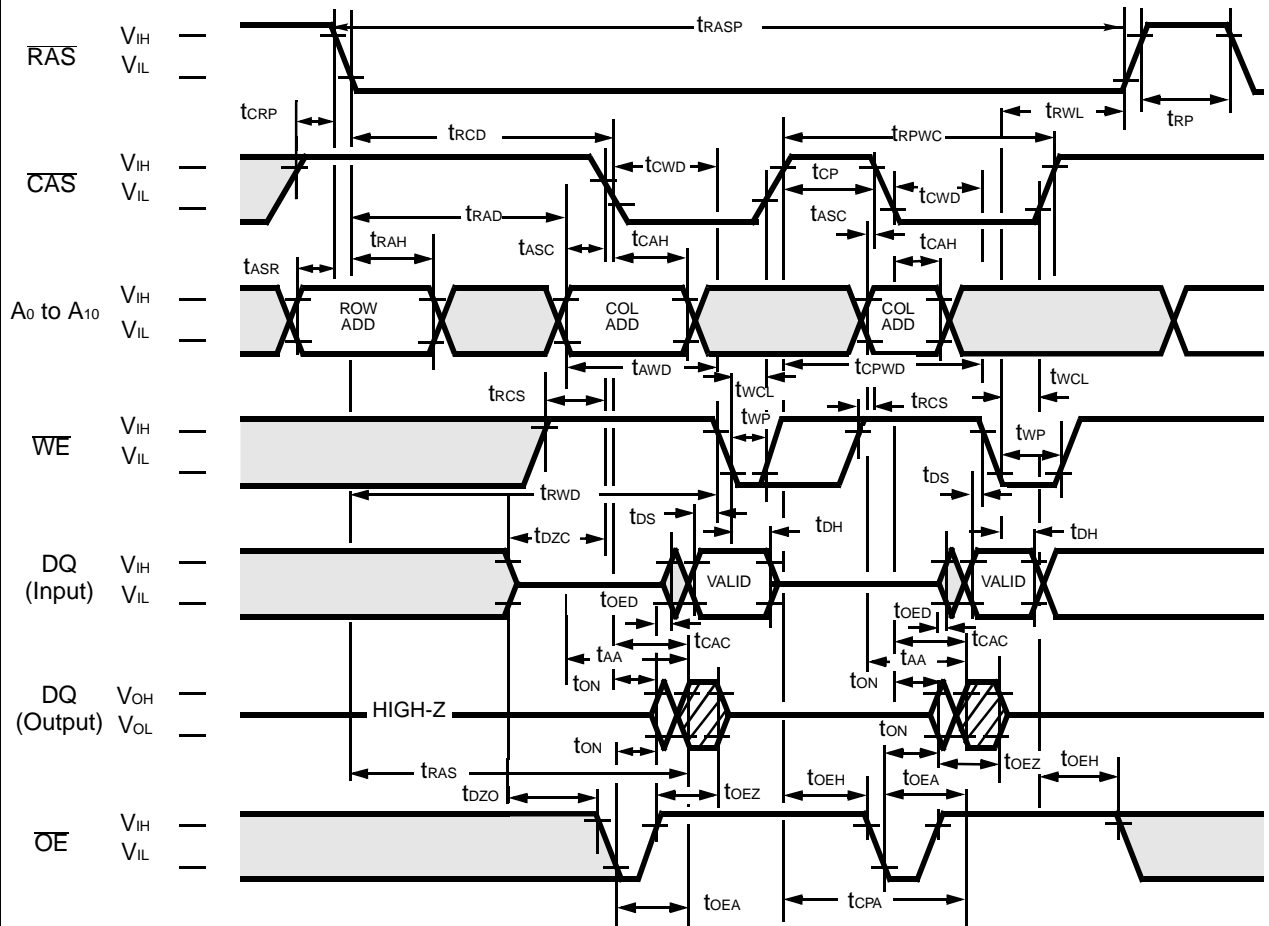 tRASP
RAS VIH
VIL
tCRP tRCD tRWL tRP
tRPWC
CAS VIH
VIL
tCWD tCP tCWD
tRAD tASC
tRAH tASC tCAH tCAH
tASR
A0 to A10 VIH
VIL
ROW
ADD
COL
ADD
COL
ADD
tAWD tCPWD
tRCS tWCL tRCS tWCL
WE VIH
VIL
tWP tWP
tRWD tDS tDS
tDZC tDH tDH
DQ
(Input)
VIH
VIL
VALID VALID
tOED tOED
tCAC tCAC
tAA tAA
tON tON
DQ
(Output)
VOH
VOL
HIGH-Z
tON tON
tRAS tOEZ
tDZO tOEZ tOEH tOEA tOEH
OE VIH
VIL
tOEA tCPA